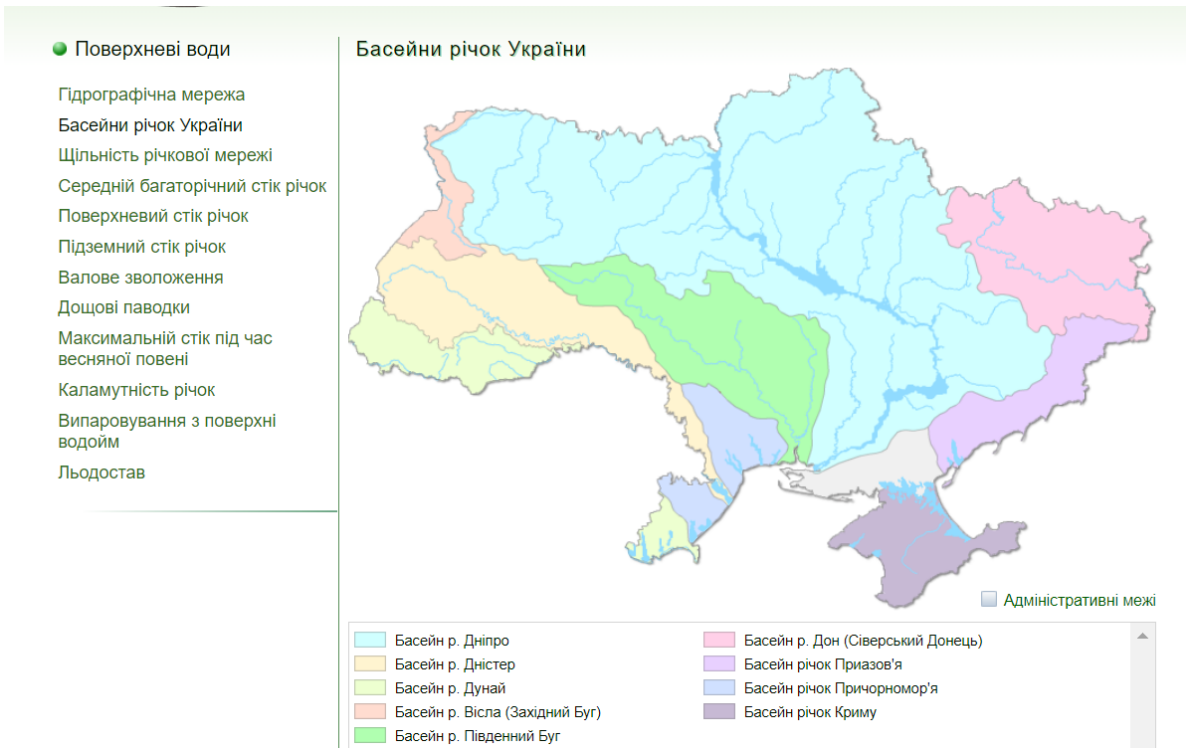 Поверхневі води
Гідрографічна мережа
Басейни річок України
Щільність річкової мережі
Середній багаторічний стік річок
Поверхневий стік річок
Підземний стік річок
Валове зволоження
Дощові паводки
Максимальній стік під час
весняної повені
Каламутність річок
Випаровування з поверхні
водойм
Льодостав
Басейни річок України
Адміністративні межі
Басейн р. Дніпро
Басейн р. Дністер
Басейн р. Дунай
Басейн р. Вісла (Західний Буг)
Басейн р. Південний Буг
Басейн р. Дон (Сіверський Донець)
Басейн річок Приазов'я
Басейн річок Причорномор'я
Басейн річок Криму